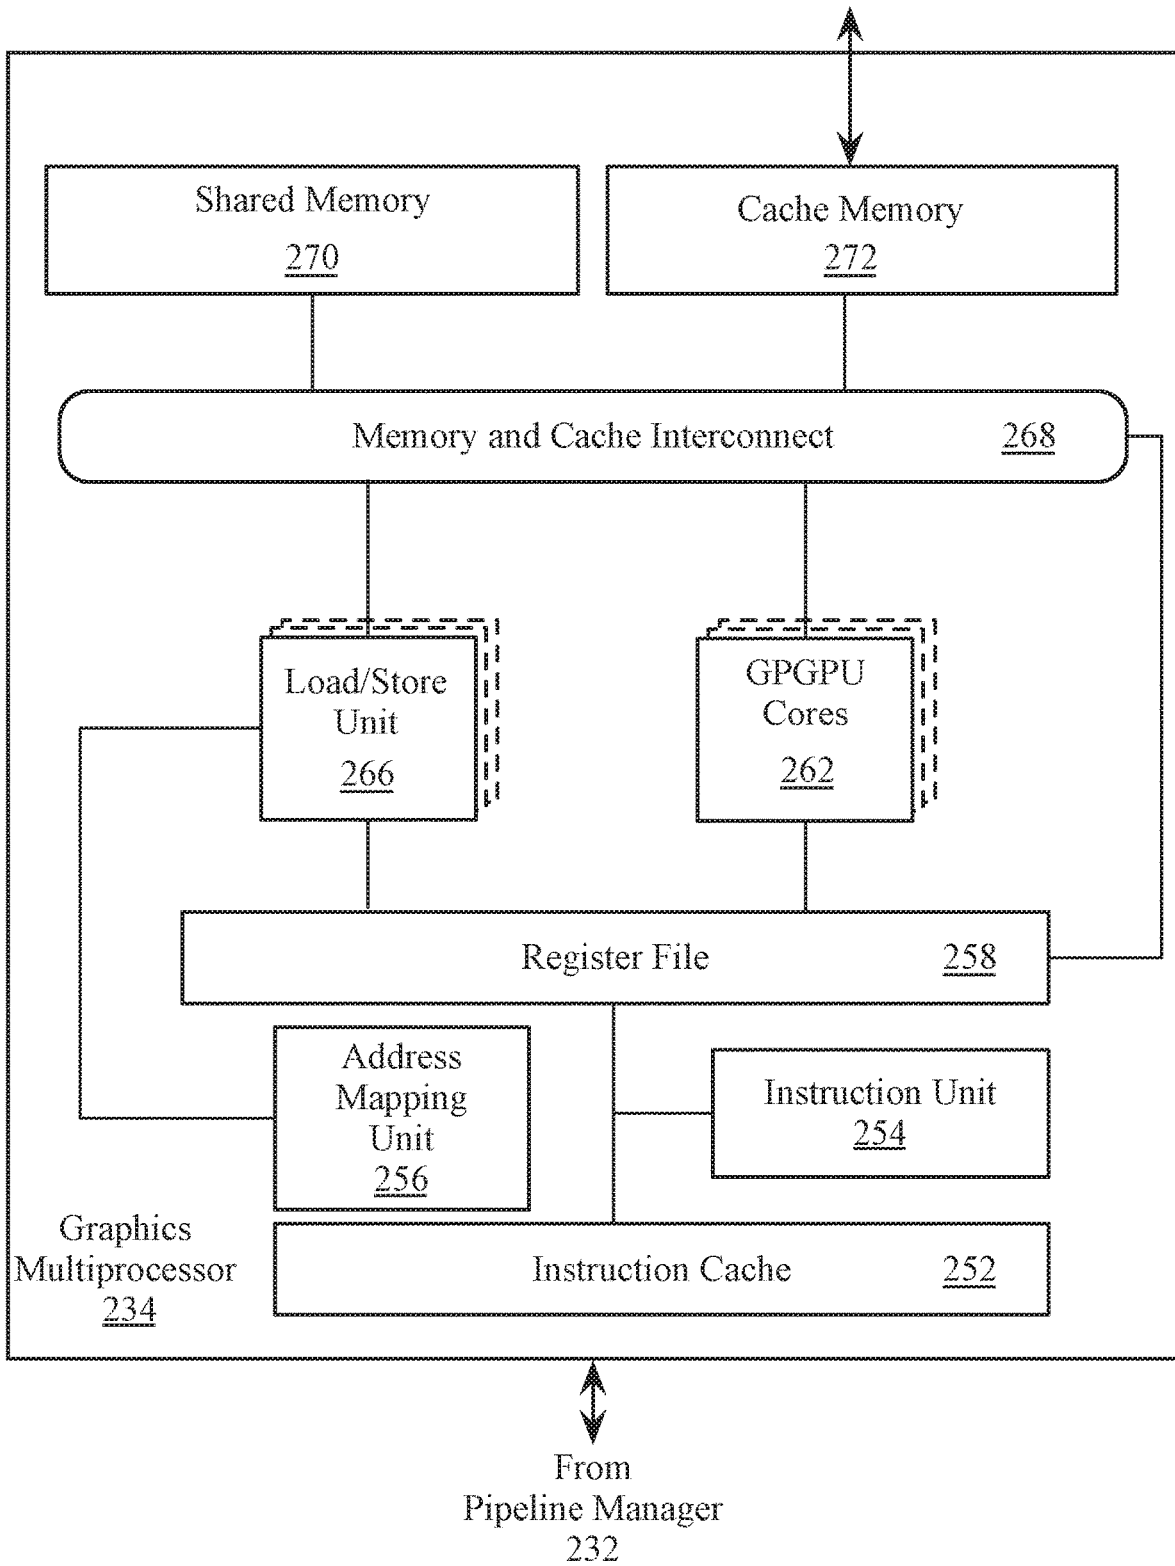 Shared Memory
270
Cache Memory
272
Memory and Cache Interconnect 268
Load/Store
Unit
266
GPGPU
Cores
262
Register File 258
Address
Mapping
Unit
256
Instruction Unit
254
Graphics
Multiprocessor
234
Instruction Cache 252
From
Pipeline Manager
232